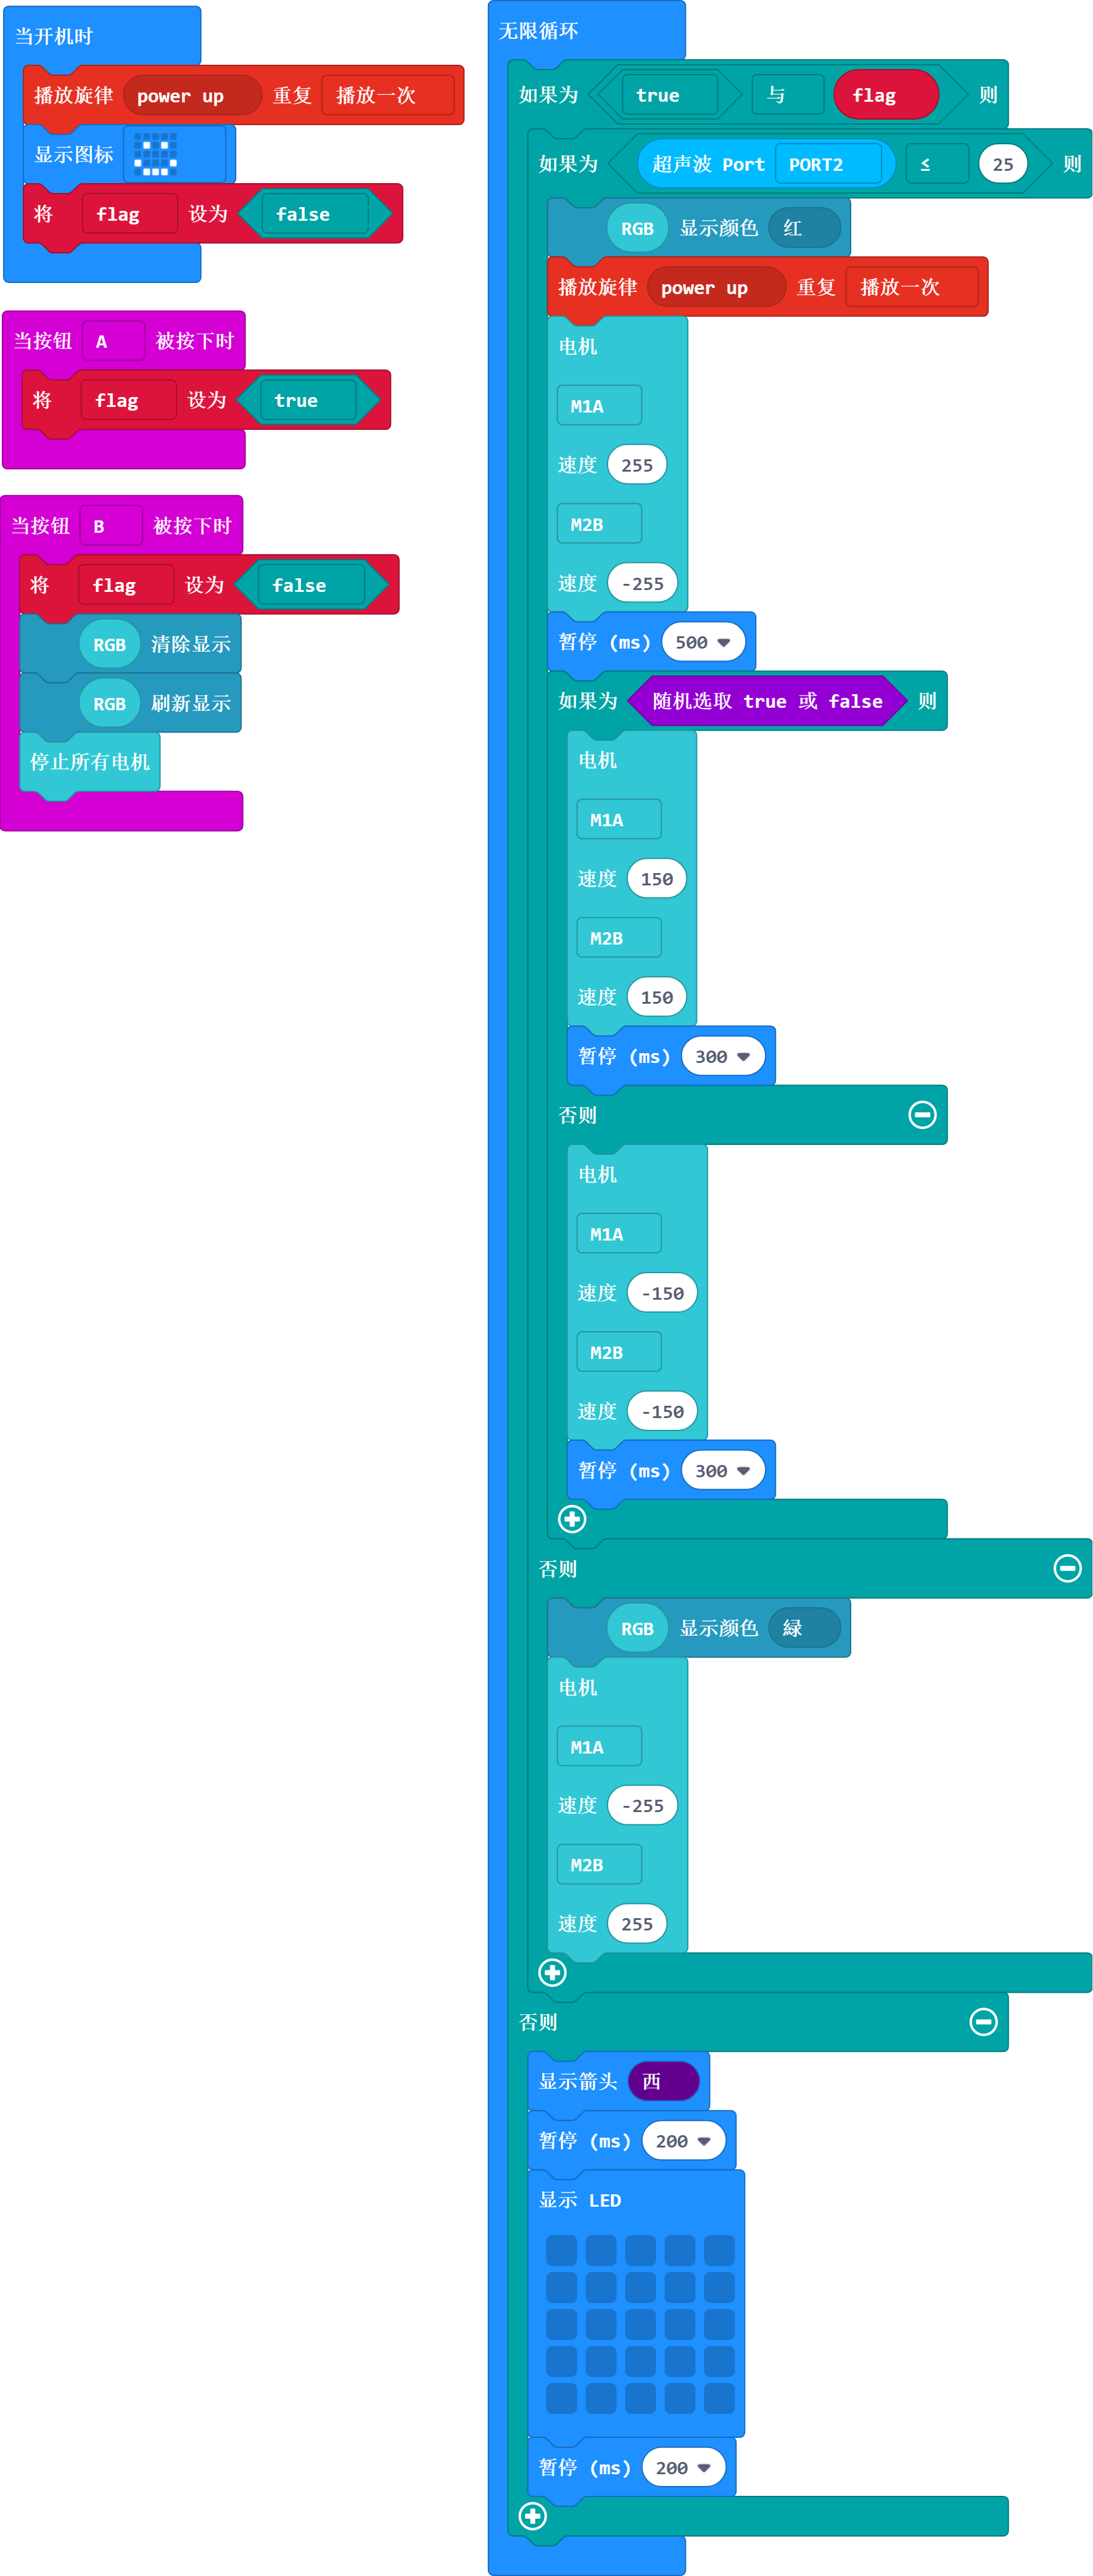 当开机时
播放旋律 power up 重复 播放一次
显示图标
将 flag 设为 false
当按钮 A 被按下时
将 flag 设为 true
当按钮 B 被按下时
将 flag 设为 false
RGB 清除显示
RGB 刷新显示
停止所有电机
无限循环
如果为 true 与 flag 则
如果为 超声波 Port PORT2 ≤ 25 则
RGB 显示颜色 红
播放旋律 power up 重复 播放一次
电机
M1A
速度 255
M2B
速度 -255
暂停 (ms) 500
如果为 随机选取 true 或 false 则
电机
M1A
速度 150
M2B
速度 150
暂停 (ms) 300
否则
电机
M1A
速度 -150
M2B
速度 -150
暂停 (ms) 300
否则
RGB 显示颜色 緑
电机
M1A
速度 -255
M2B
速度 255
否则
显示箭头 西
暂停 (ms) 200
显示 LED
暂停 (ms) 200